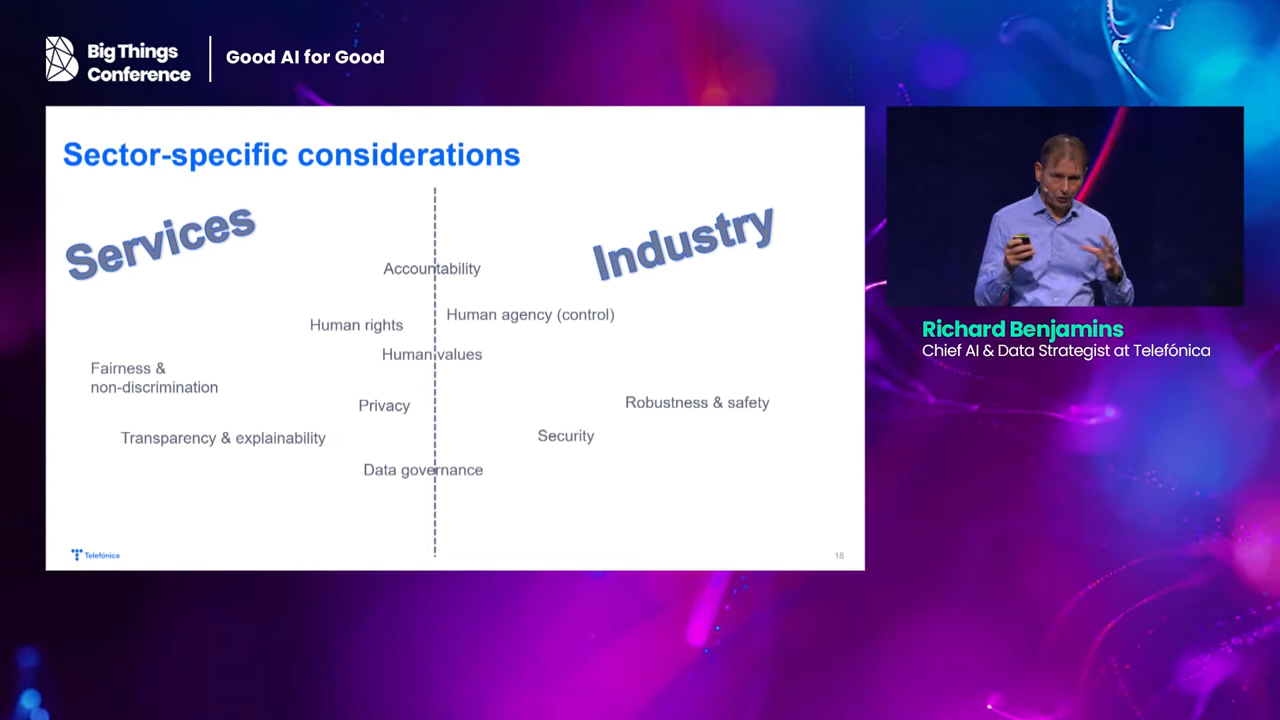 Big Things
Conference
Good AI for Good
Sector-specific considerations
Services
Industry
Accountability
Human agency (control)
Human rights
Human values
Fairness &
non-discrimination
Privacy
Robustness & safety
Transparency & explainability
Security
Data governance
Telefónica
18
Richard Benjamins
Chief AI & Data Strategist at Telefónica